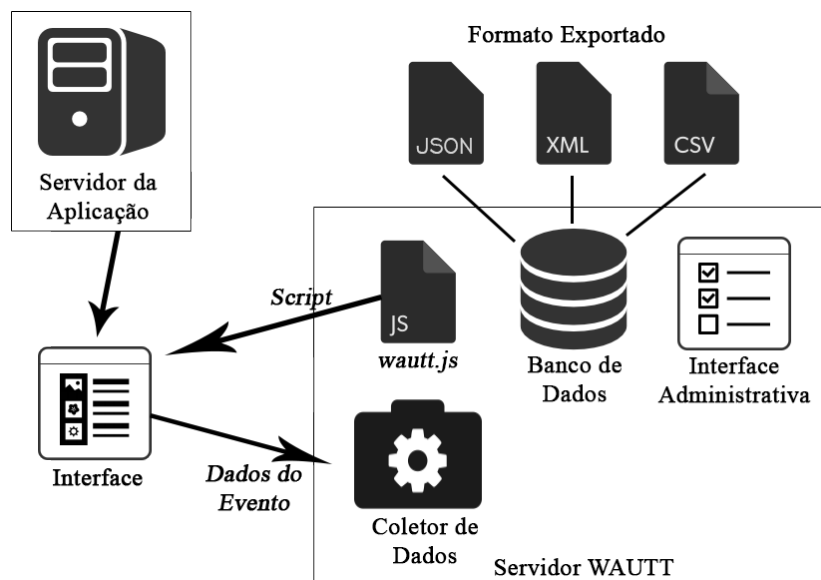 Formato Exportado
JSON
XML
CSV
Servidor da
Aplicação
Script
JS
wautt.js
Banco de
Dados
Interface
Administrativa
Interface
Dados do
Evento
Coletor de
Dados
Servidor WAUTT